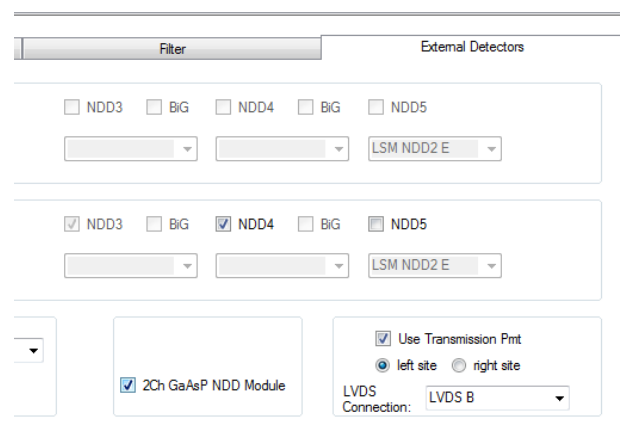 Filter External Detectors
NDD3 BiG NDD4 BiG NDD5
LSM NDD2 E
NDD3 BiG NDD4 BiG NDD5
LSM NDD2 E
2Ch GaAsP NDD Module
Use Transmission Pmt
left site right site
LVDS
Connection: LVDS B